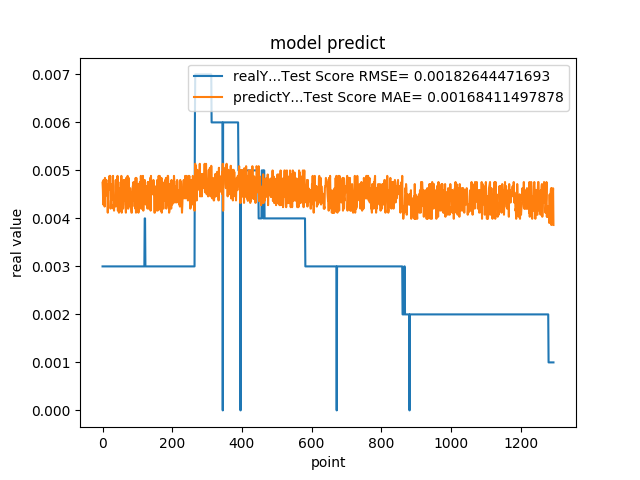 model predict
realY...Test Score RMSE= 0.00182644471693
predictY...Test Score MAE= 0.00168411497878
0.007
0.006
0.005
0.004
0.003
0.002
0.001
0.000
real value
0 200 400 600 800 1000 1200
point